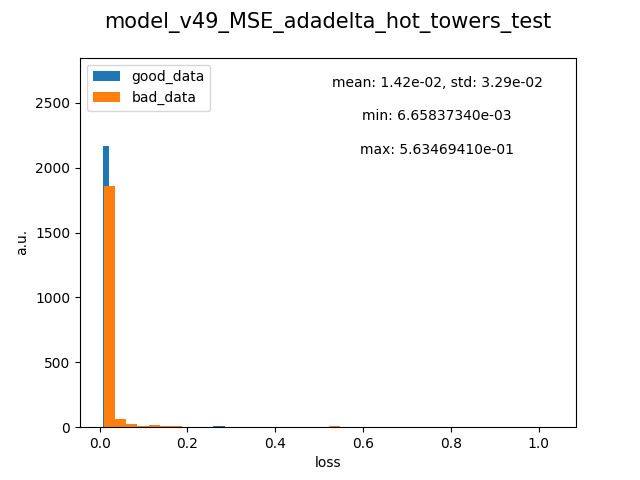 model_v49_MSE_adadelta_hot_towers_test
good_data
bad_data
mean: 1.42e-02, std: 3.29e-02
min: 6.65837340e-03
max: 5.63469410e-01
2500
2000
1500
1000
500
0
a.u.
0.0 0.2 0.4 0.6 0.8 1.0
loss